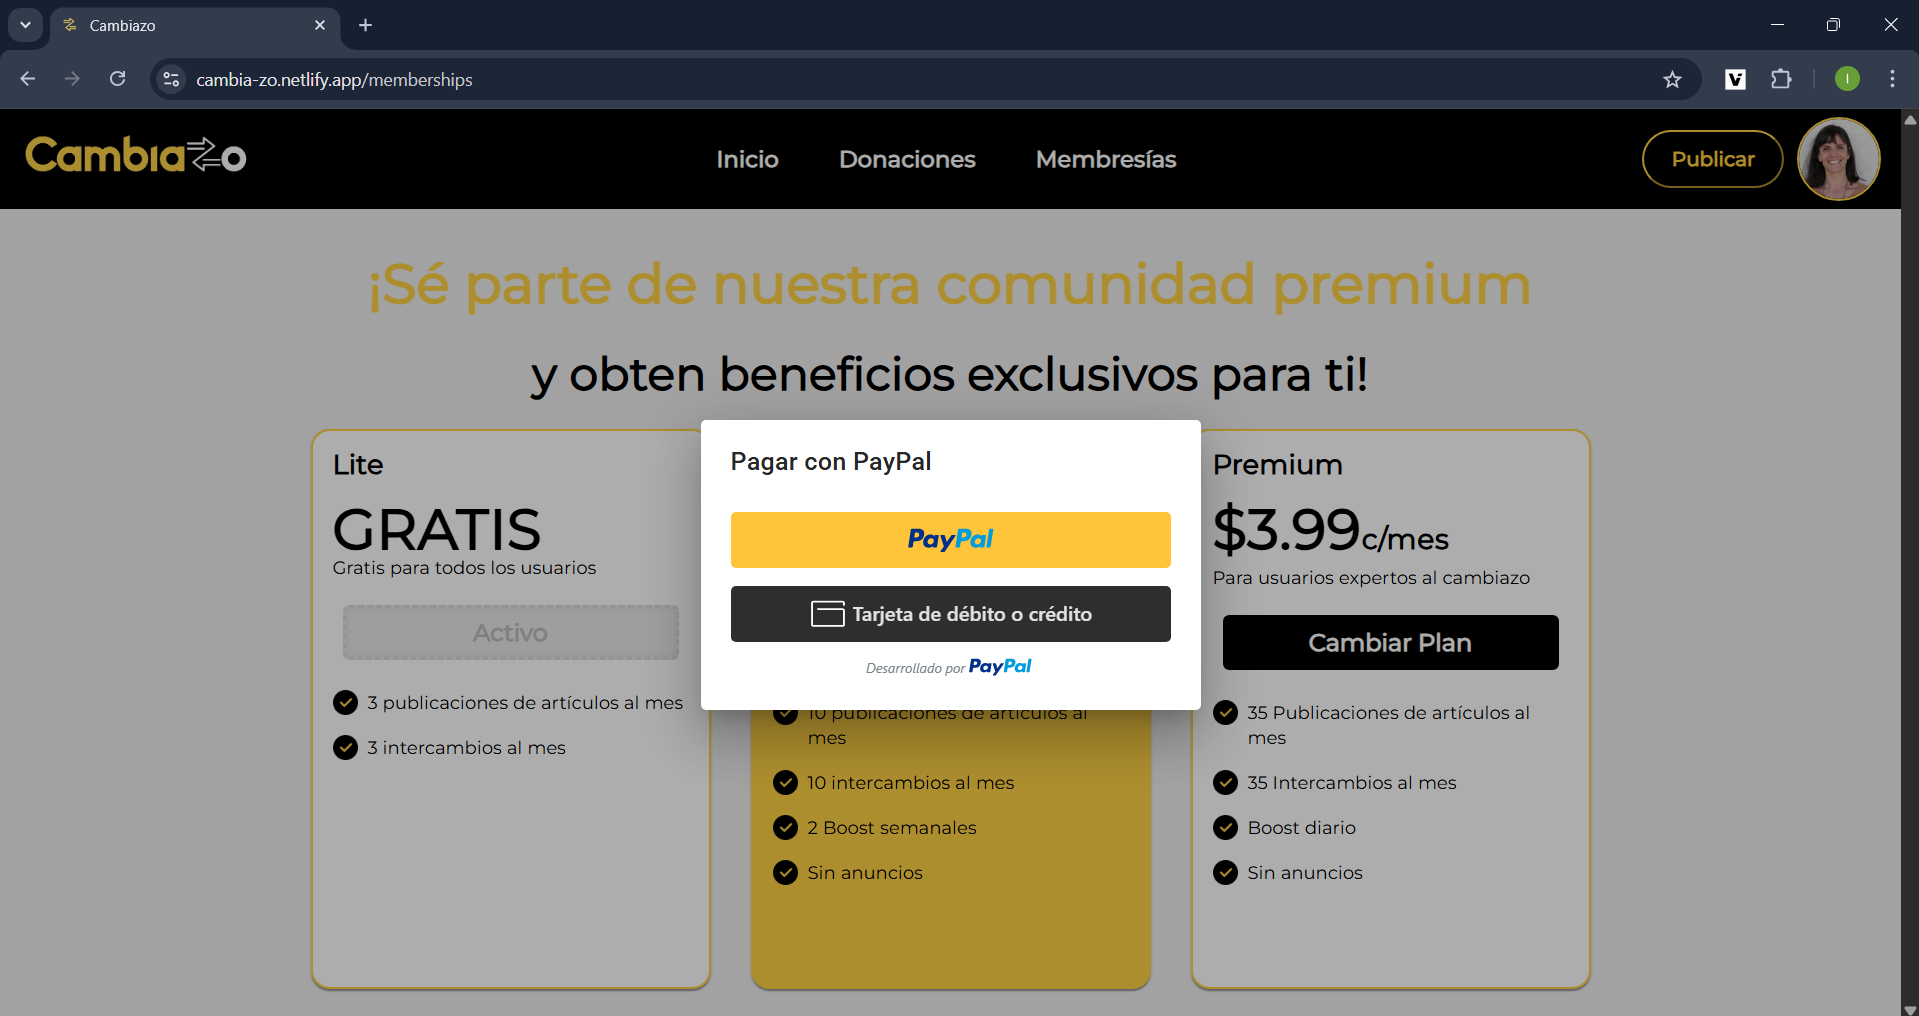 Cambiazo
cambia-zo.netlify.app/memberships
I
Cambiazo
Inicio
Donaciones
Membresías
Publicar
¡Sé parte de nuestra comunidad premium
y obten beneficios exclusivos para ti!
Lite
GRATIS
Gratis para todos los usuarios
Activo
3 publicaciones de artículos al mes
3 intercambios al mes
Pagar con PayPal
PayPal
Tarjeta de débito o crédito
Desarrollado por PayPal
10 publicaciones de artículos al
mes
10 intercambios al mes
2 Boost semanales
Sin anuncios
Premium
$3.99c/mes
Para usuarios expertos al cambiazo
Cambiar Plan
35 Publicaciones de artículos al
mes
35 Intercambios al mes
Boost diario
Sin anuncios